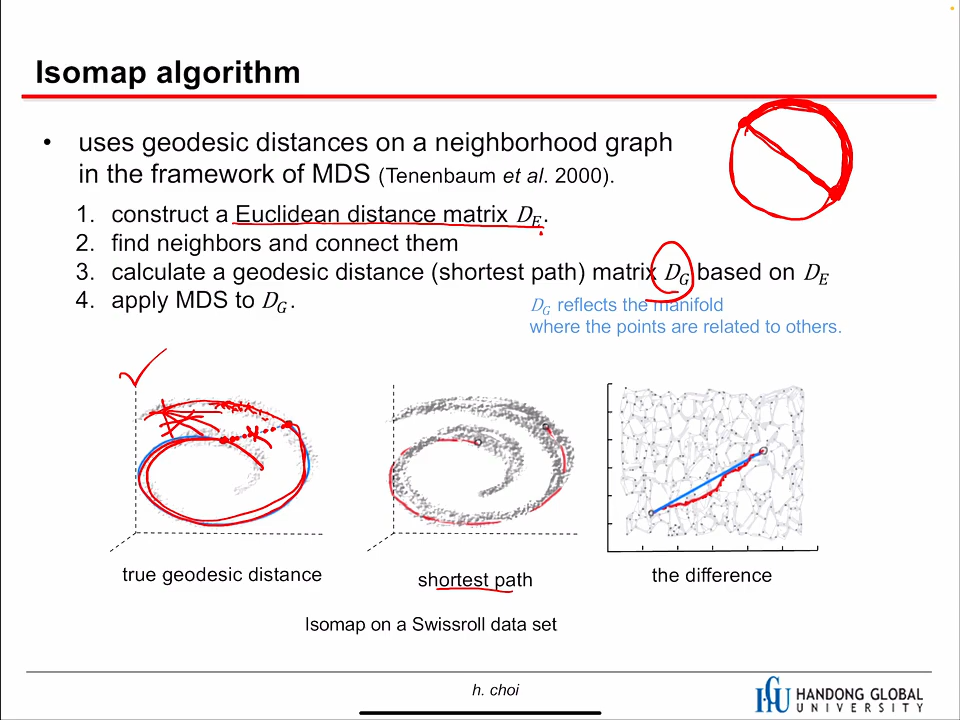 Isomap algorithm
• uses geodesic distances on a neighborhood graph
in the framework of MDS (Tenenbaum et al. 2000).
1. construct a Euclidean distance matrix D_E.
2. find neighbors and connect them
3. calculate a geodesic distance (shortest path) matrix D_G based on D_E
4. apply MDS to D_G.
D_G reflects the manifold
where the points are related to others.
true geodesic distance
shortest path
the difference
Isomap on a Swissroll data set
h. choi
HANDONG GLOBAL
UNIVERSITY